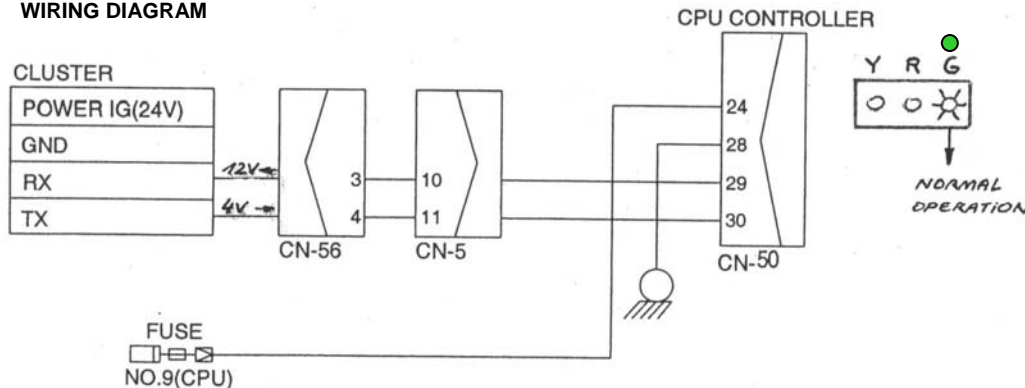 WIRING DIAGRAM
CPU CONTROLLER
Y R G
CLUSTER
POWER IG(24V)
GND
RX
TX
12V
4V
3
4
CN-56
10
11
CN-5
24
28
29
30
CN-50
NORMAL
OPERATION
FUSE
NO.9(CPU)